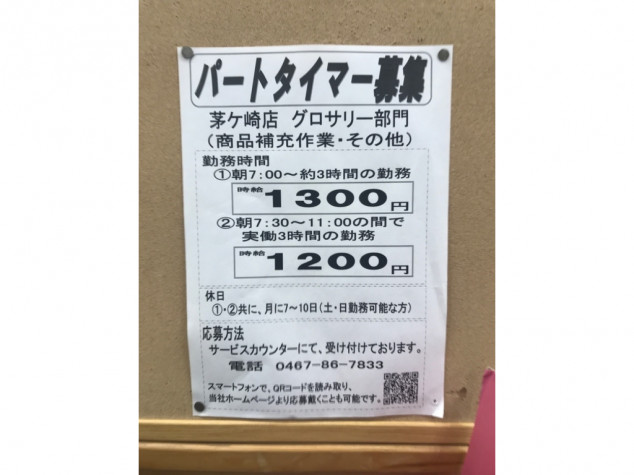 パートタイマー募集
茅ケ崎店 グロサリー部門
(商品補充作業・その他)
勤務時間
①朝7:00～約3時間の勤務
時給 1300円
②朝7:30～11:00の間で
実働3時間の勤務
時給 1200円
休日
①・②共に、月に7～10日(土・日勤務可能な方)
応募方法
サービスカウンターにて、受け付けております。
電話 0467-86-7833
スマートフォンで、QRコードを読み取り、
当社ホームページより応募戴くことも可能です。